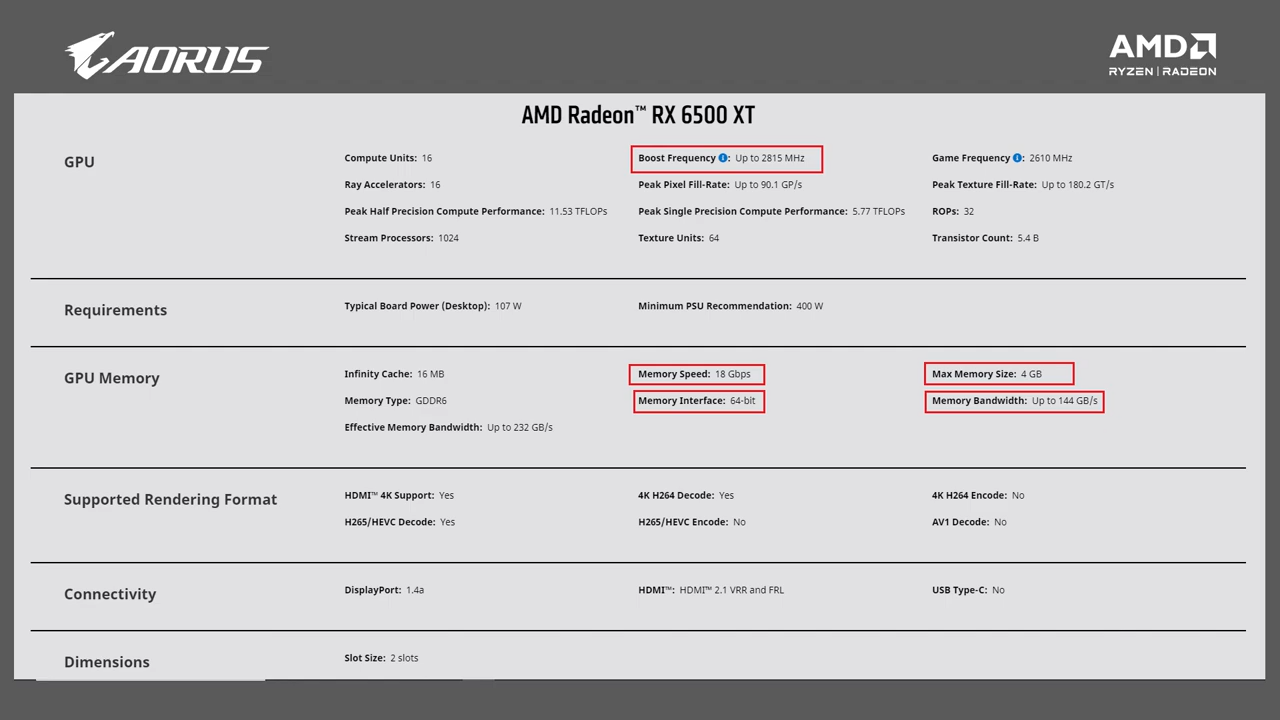 AORUS
AMD
RYZEN | RADEON
AMD Radeon™ RX 6500 XT
GPU
Compute Units: 16
Boost Frequency i: Up to 2815 MHz
Game Frequency i: 2610 MHz
Ray Accelerators: 16
Peak Pixel Fill-Rate: Up to 90.1 GP/s
Peak Texture Fill-Rate: Up to 180.2 GT/s
Peak Half Precision Compute Performance: 11.53 TFLOPs
Peak Single Precision Compute Performance: 5.77 TFLOPs
ROPs: 32
Stream Processors: 1024
Texture Units: 64
Transistor Count: 5.4 B
Requirements
Typical Board Power (Desktop): 107 W
Minimum PSU Recommendation: 400 W
GPU Memory
Infinity Cache: 16 MB
Memory Speed: 18 Gbps
Max Memory Size: 4 GB
Memory Type: GDDR6
Memory Interface: 64-bit
Memory Bandwidth: Up to 144 GB/s
Effective Memory Bandwidth: Up to 232 GB/s
Supported Rendering Format
HDMI™ 4K Support: Yes
4K H264 Decode: Yes
4K H264 Encode: No
H265/HEVC Decode: Yes
H265/HEVC Encode: No
AV1 Decode: No
Connectivity
DisplayPort: 1.4a
HDMI™: HDMI™ 2.1 VRR and FRL
USB Type-C: No
Dimensions
Slot Size: 2 slots